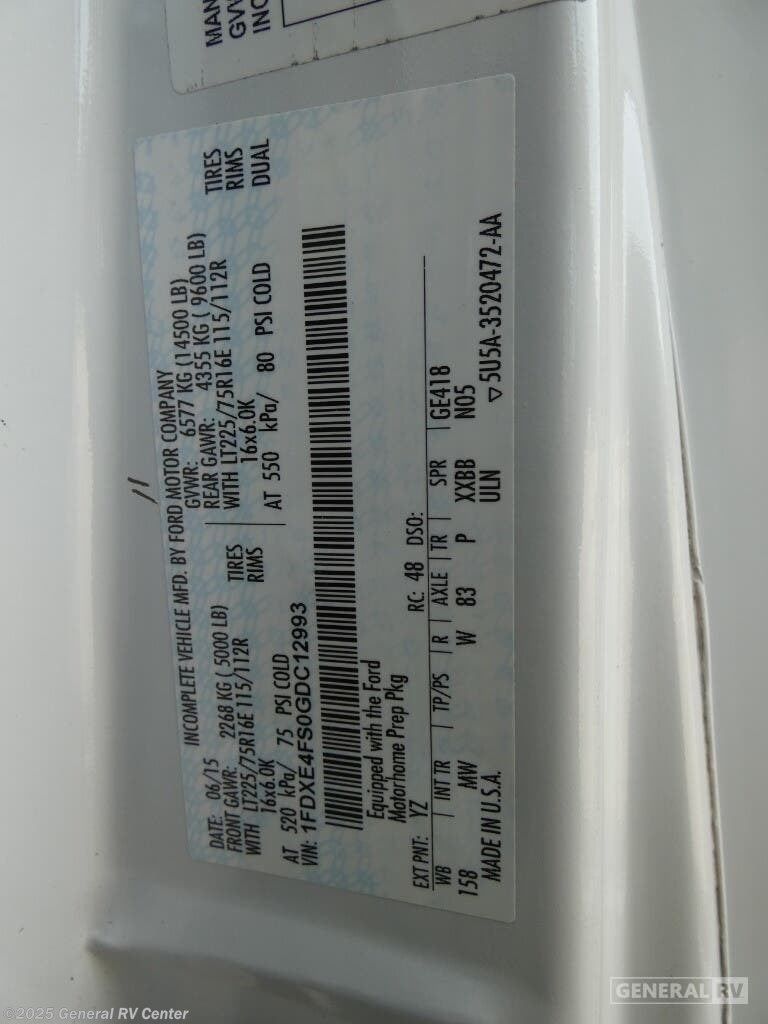 MAN
GVW
INC
INCOMPLETE VEHICLE MFD. BY FORD MOTOR COMPANY
DATE: 06/15 GVWR: 6577 KG (14500 LB)
FRONT GAWR: 2268 KG ( 5000 LB) REAR GAWR: 4355 KG ( 9600 LB)
WITH LT225/75R16E 115/112R TIRES WITH LT225/75R16E 115/112R TIRES
16x6.0K RIMS 16x6.0K RIMS
AT 520 kPa/ 75 PSI COLD AT 550 kPa/ 80 PSI COLD DUAL
VIN: 1FDXE4FS0GDC12993
Equipped with the Ford
Motorhome Prep Pkg
EXT PNT: YZ RC: 48 DSO:
WB INT TR TP/PS R AXLE TR SPR GE418
158 MW W 83 P XXBB N05
MADE IN U.S.A. ULN ▽5U5A-3520472-AA
©2025 General RV Center
GENERAL RV